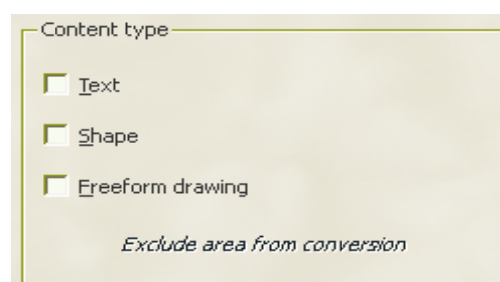 Content type
Text
Shape
Freeform drawing
Exclude area from conversion